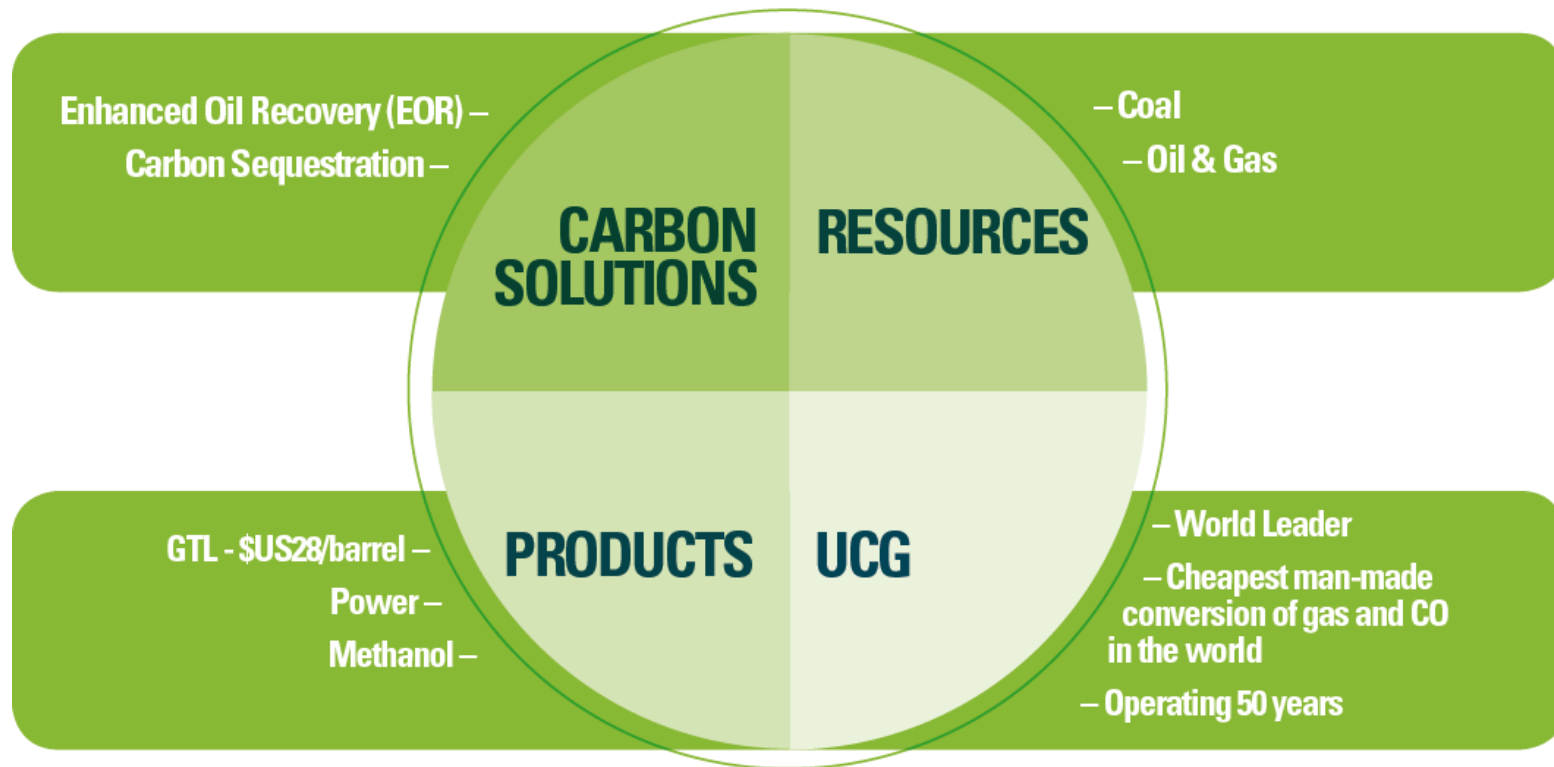 Enhanced Oil Recovery (EOR) –
Carbon Sequestration –
CARBON
SOLUTIONS
RESOURCES
– Coal
– Oil & Gas
GTL - $US28/barrel –
Power –
Methanol –
PRODUCTS
UCG
– World Leader
– Cheapest man-made
conversion of gas and CO
in the world
– Operating 50 years